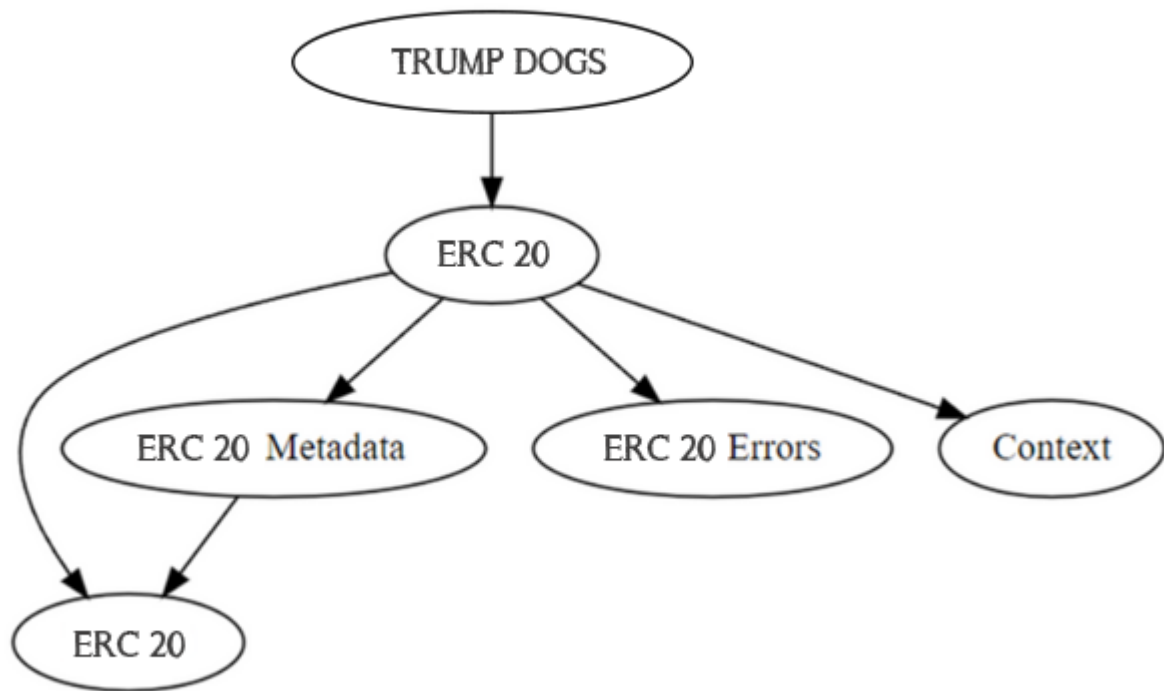 TRUMP DOGS
ERC 20
ERC 20 Metadata
ERC 20 Errors
Context
ERC 20